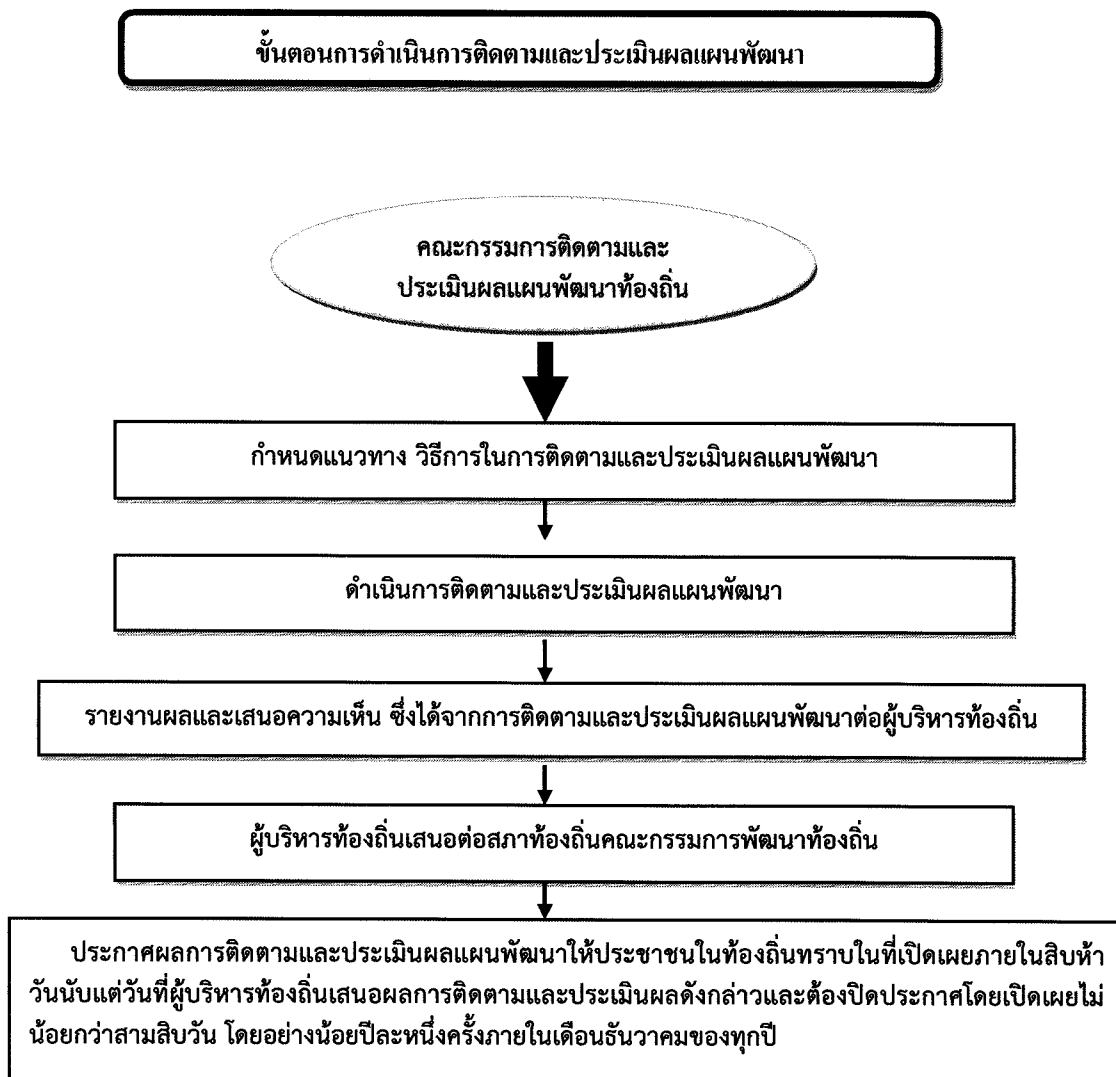 ขั้นตอนการดำเนินการติดตามและประเมินผลแผนพัฒนา
คณะกรรมการติดตามและ
ประเมินผลแผนพัฒนาท้องถิ่น
กำหนดแนวทาง วิธีการในการติดตามและประเมินผลแผนพัฒนา
ดำเนินการติดตามและประเมินผลแผนพัฒนา
รายงานผลและเสนอความเห็น ซึ่งได้จากการติดตามและประเมินผลแผนพัฒนาต่อผู้บริหารท้องถิ่น
ผู้บริหารท้องถิ่นเสนอต่อสภาท้องถิ่นคณะกรรมการพัฒนาท้องถิ่น
ประกาศผลการติดตามและประเมินผลแผนพัฒนาให้ประชาชนในท้องถิ่นทราบในที่เปิดเผยภายในสิบห้า
วันนับแต่วันที่ผู้บริหารท้องถิ่นเสนอผลการติดตามและประเมินผลดังกล่าวและต้องปิดประกาศโดยเปิดเผยไม่
น้อยกว่าสามสิบวัน โดยอย่างน้อยปีละหนึ่งครั้งภายในเดือนธันวาคมของทุกปี